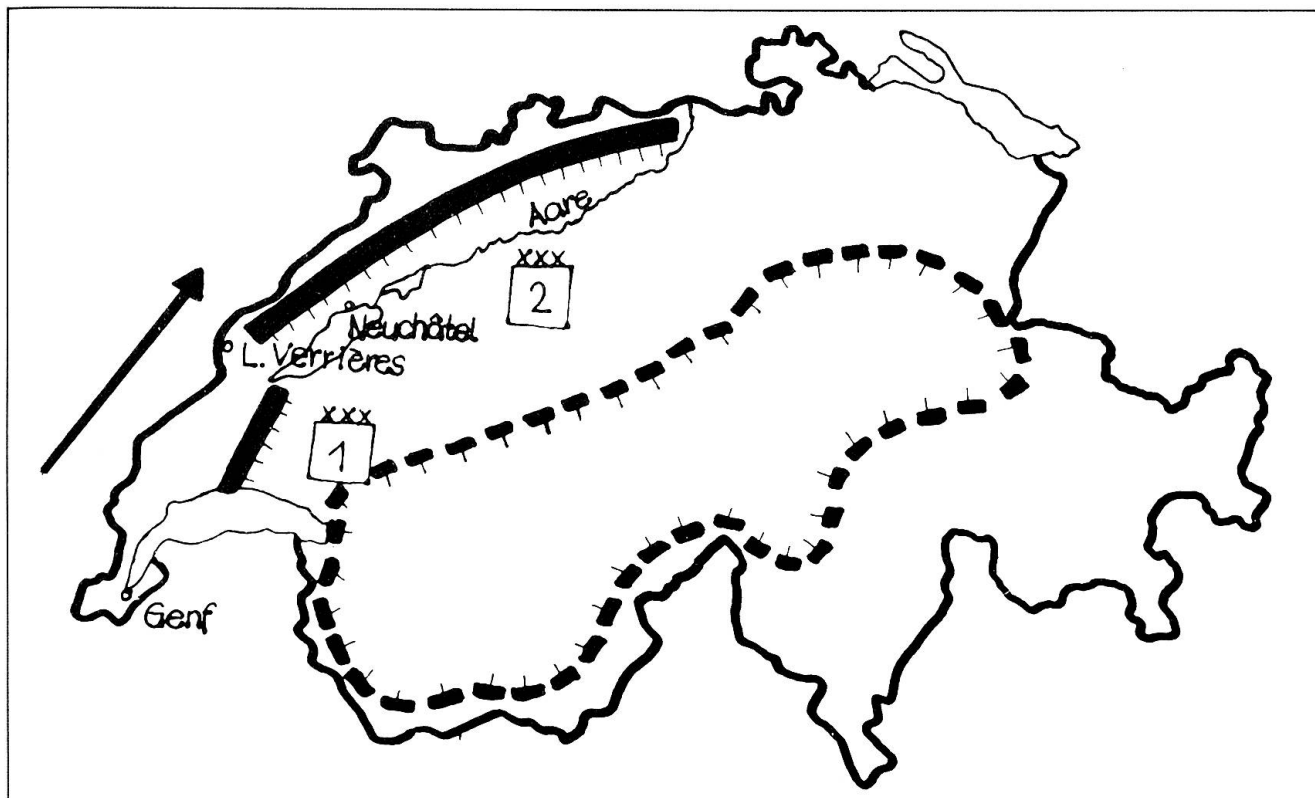 Aare
XXX
2
Neuchâtel
L. Verrières
XXX
1
Genf